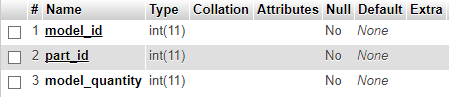 # Name Type Collation Attributes Null Default Extra
1 model_id int(11) No None
2 part_id int(11) No None
3 model_quantity int(11) No None